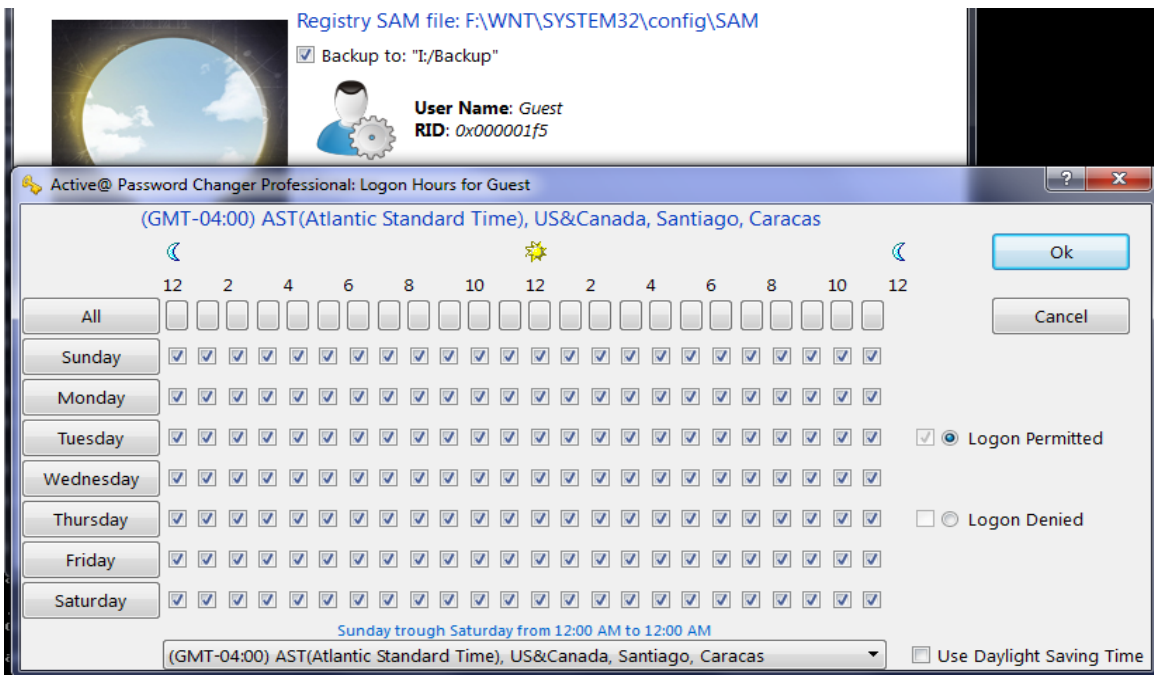 Registry SAM file: F:\WNT\SYSTEM32\config\SAM
Backup to: "I:/Backup"
User Name: Guest
RID: 0x000001f5
Active@ Password Changer Professional: Logon Hours for Guest
(GMT-04:00) AST(Atlantic Standard Time), US&Canada, Santiago, Caracas
Ok
12 2 4 6 8 10 12 2 4 6 8 10 12
All
Cancel
Sunday
Monday
Tuesday
Logon Permitted
Wednesday
Thursday
Logon Denied
Friday
Saturday
Sunday trough Saturday from 12:00 AM to 12:00 AM
(GMT-04:00) AST(Atlantic Standard Time), US&Canada, Santiago, Caracas
Use Daylight Saving Time